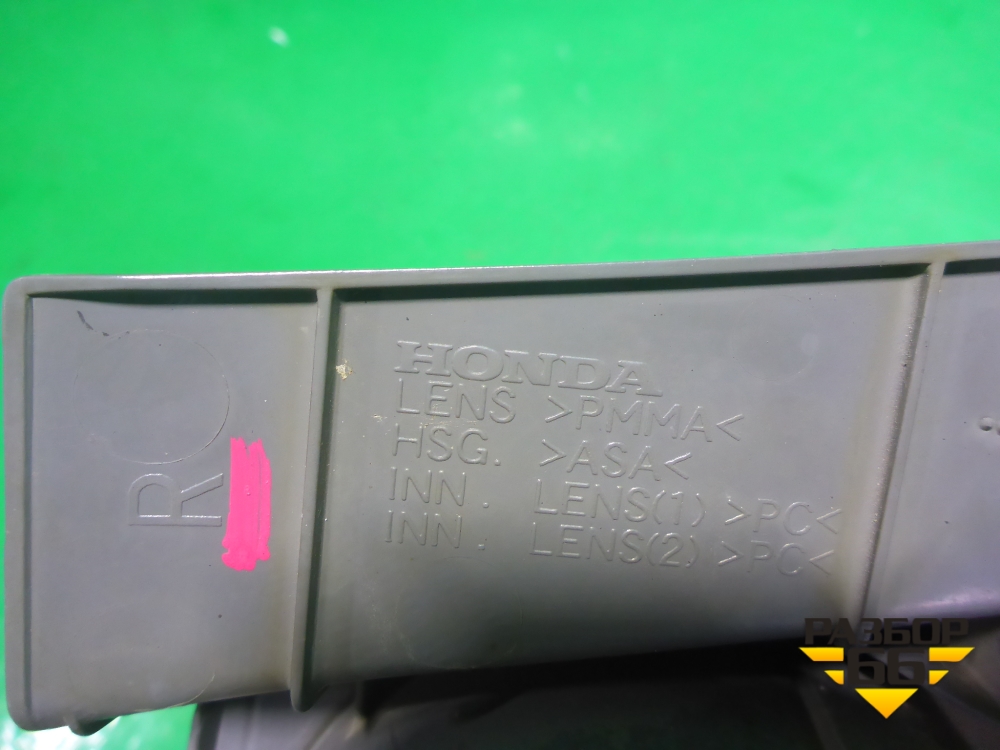 HONDA
LENS >PMMA<
HSG. >ASA<
INN. LENS(1) >PC<
INN. LENS(2) >PC<
R
РАЗБОР
66